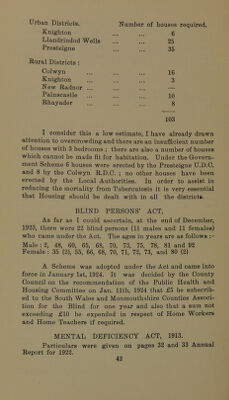 Urban Districts. Number of houses required.
Knighton ... ... 6
Llandrindod Wells ... ... 25
Presteigne ... ... 35
Rural Districts :
Colwyn ... ... ... 16
Knighton ... ... ... 3
New Radnor ... ... ... -
Painscastle ... ... ... 10
Rhayader ... ... ... 8
103
I consider this a low estimate, I have already drawn
attention to overcrowding and there are an insufficient number
of houses with 3 bedrooms ; there are also a number of houses
which cannot be made fit for habitation. Under the Govern-
ment Scheme 6 houses were erected by the Presteigne U.D.C.
and 8 by the Colwyn R.D.C. ; no other houses have been
erected by the Local Authorities. In order to assist in
reducing the mortality from Tuberculosis it is very essential
that Housing should be dealt with in all the districts.
BLIND PERSONS' ACT.
As far as I could ascertain, at the end of December,
1923, there were 22 blind persons (11 males and 11 females)
who came under the Act. The ages in years are as follows :-
Male : 2, 48, 60, 65, 68, 70, 73, 75, 78, 81 and 92
Female : 35 (2), 55, 66, 68, 70, 71, 72, 73, and 80 (2)
A Scheme was adopted under the Act and came into
force in January 1st, 1924. It was decided by the County
Council on the recommendation of the Public Health and
Housing Committee on Jan. 11th, 1924 that £5 be subscrib-
ed to the South Wales and Monmouthshire Counties Associ-
tion for the Blind for one year and also that a sum not
exceeding £10 be expended in respect of Home Workers
and Home Teachers if required.
MENTAL DEFICIENCY ACT, 1913.
Particulars were given on pages 32 and 33 Annual
Report for 1922.
42